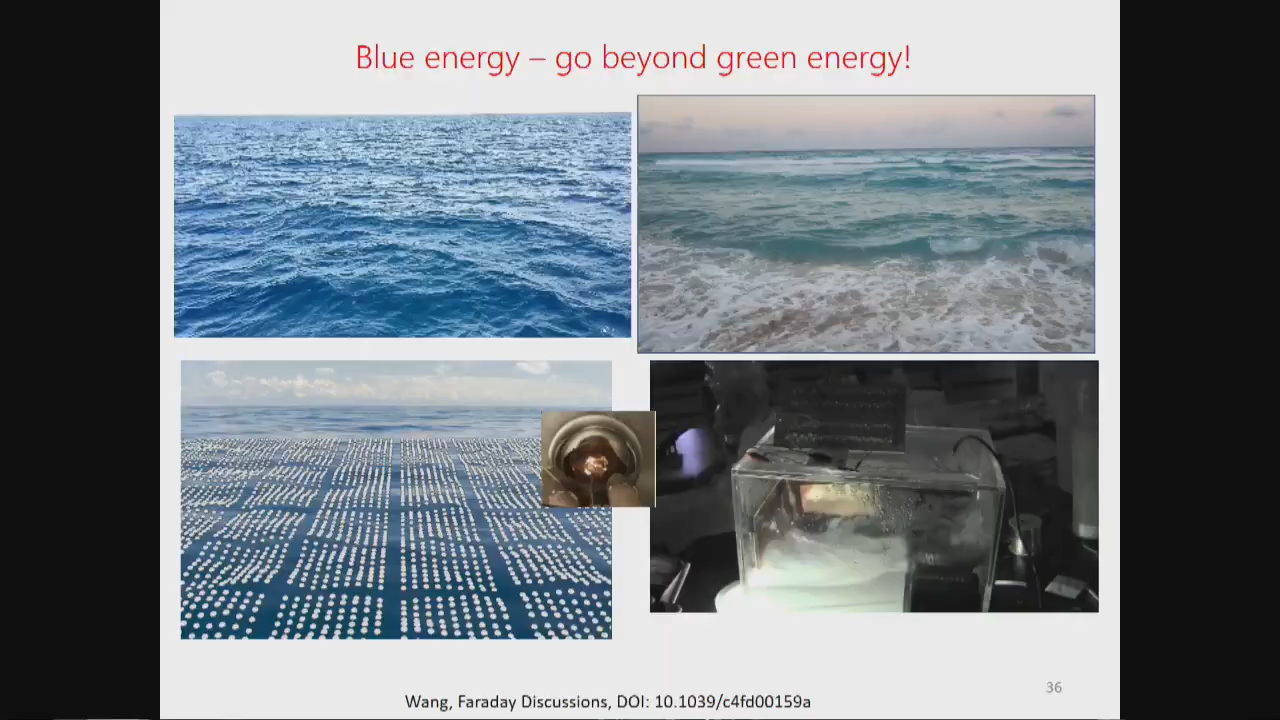 Blue energy – go beyond green energy!
36
Wang, Faraday Discussions, DOI: 10.1039/c4fd00159a